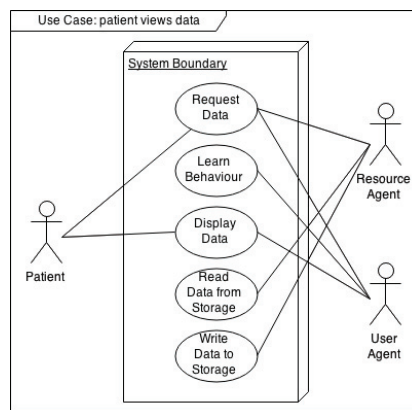 Use Case: patient views data
System Boundary
Request
Data
Learn
Behaviour
Display
Data
Read
Data from
Storage
Write
Data to
Storage
Patient
Resource
Agent
User
Agent